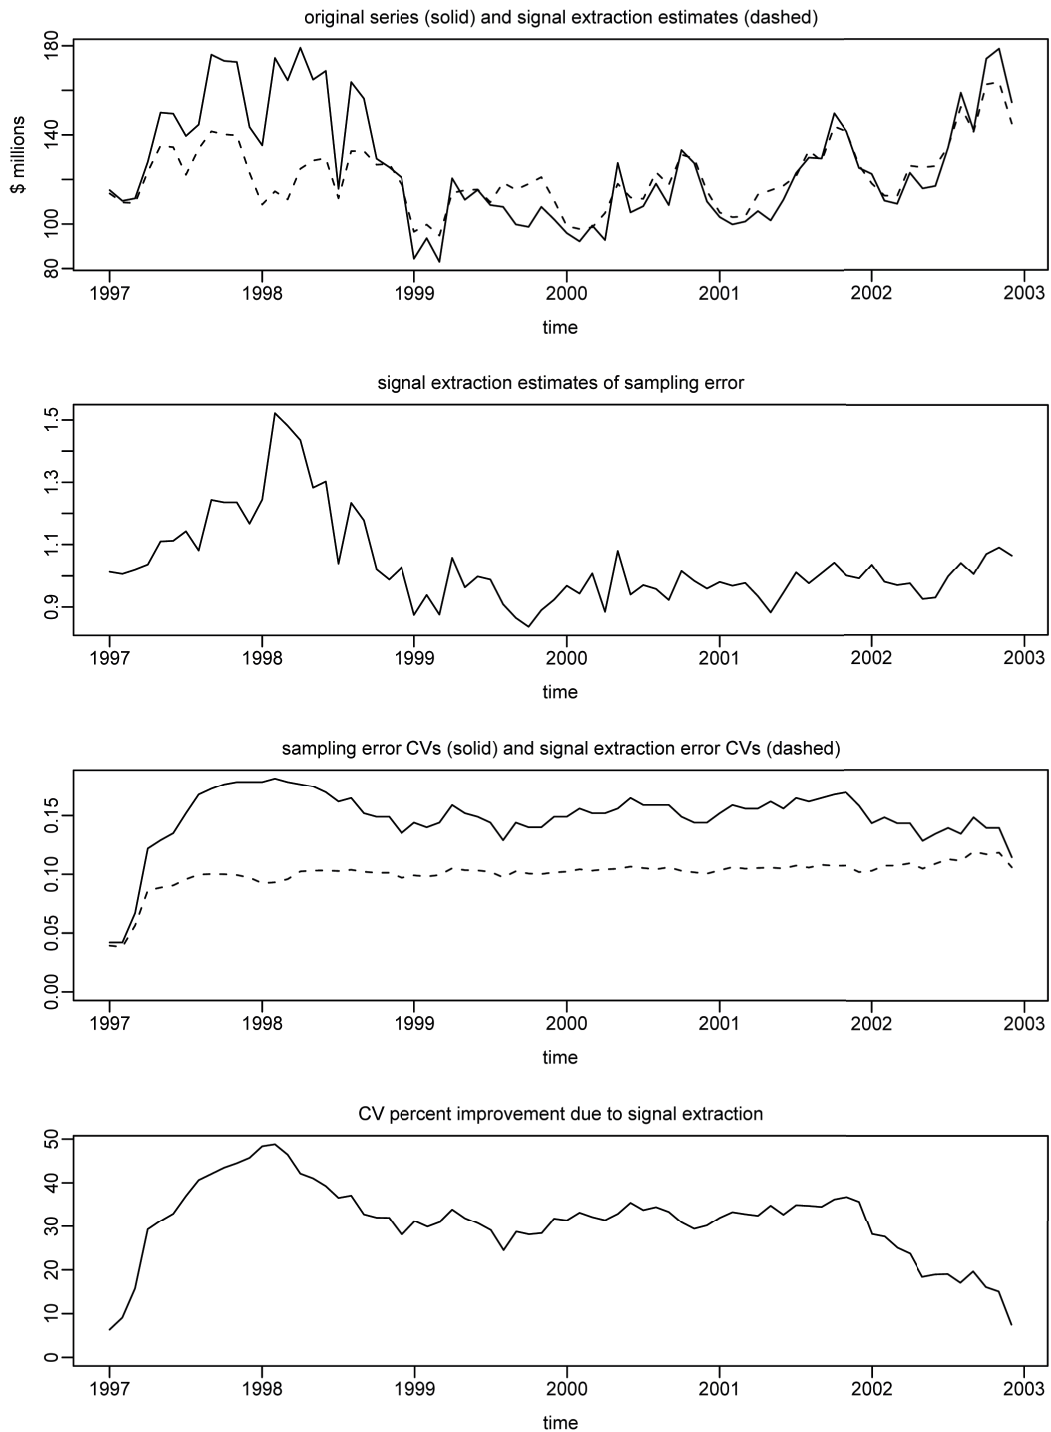 original series (solid) and signal extraction estimates (dashed)
$ millions
180
140
100
80
1997 1998 1999 2000 2001 2002 2003
time
signal extraction estimates of sampling error
1.5
1.3
1.1
0.9
1997 1998 1999 2000 2001 2002 2003
time
sampling error CVs (solid) and signal extraction error CVs (dashed)
0.15
0.10
0.05
0.00
1997 1998 1999 2000 2001 2002 2003
time
CV percent improvement due to signal extraction
50
40
30
20
10
0
1997 1998 1999 2000 2001 2002 2003
time